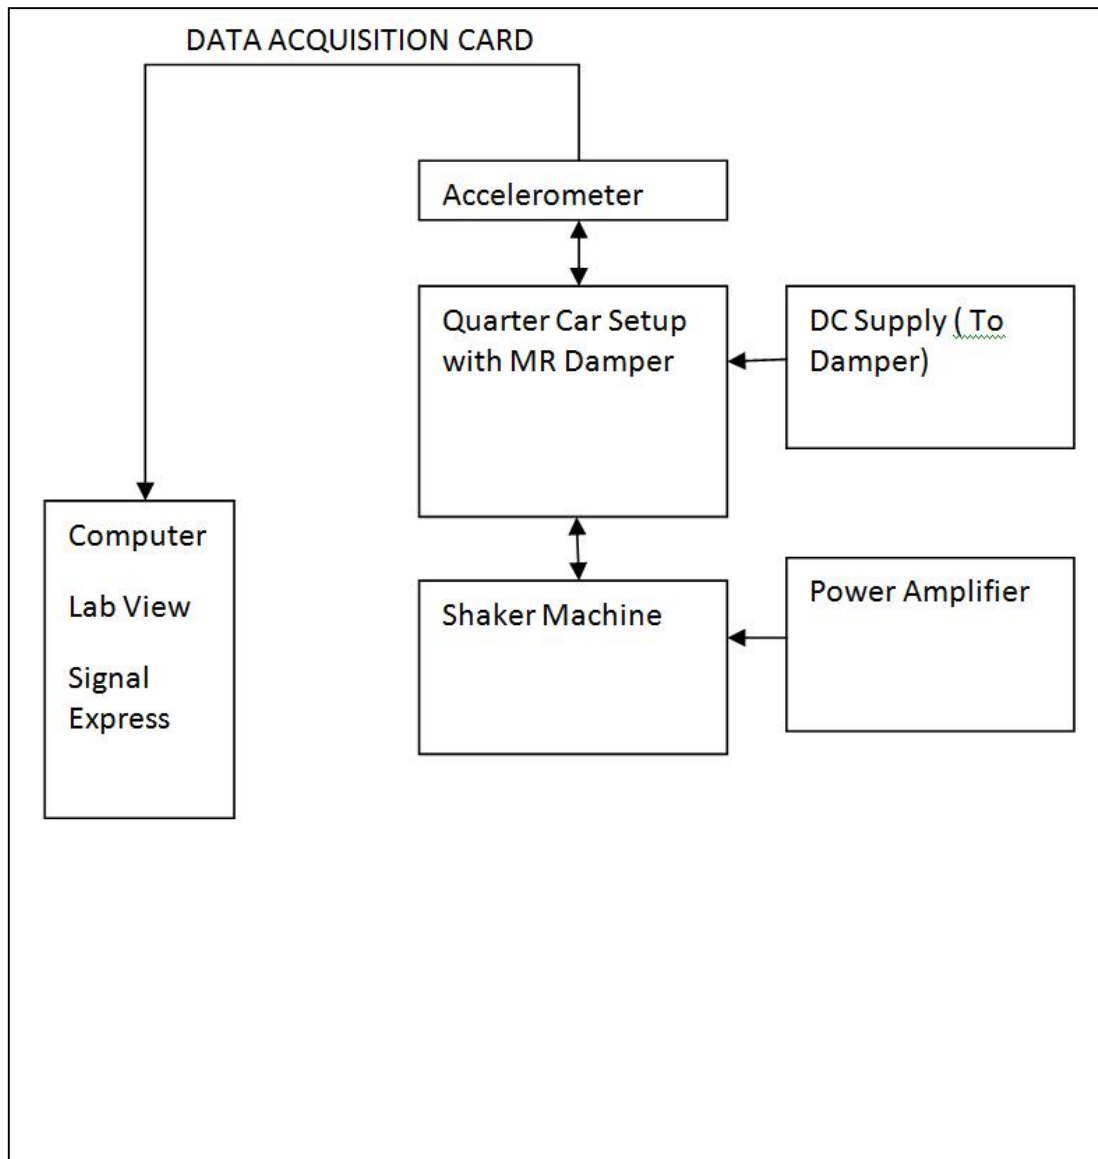 DATA ACQUISITION CARD
Accelerometer
Quarter Car Setup
with MR Damper
DC Supply ( To
Damper)
Computer
Lab View
Signal
Express
Shaker Machine
Power Amplifier